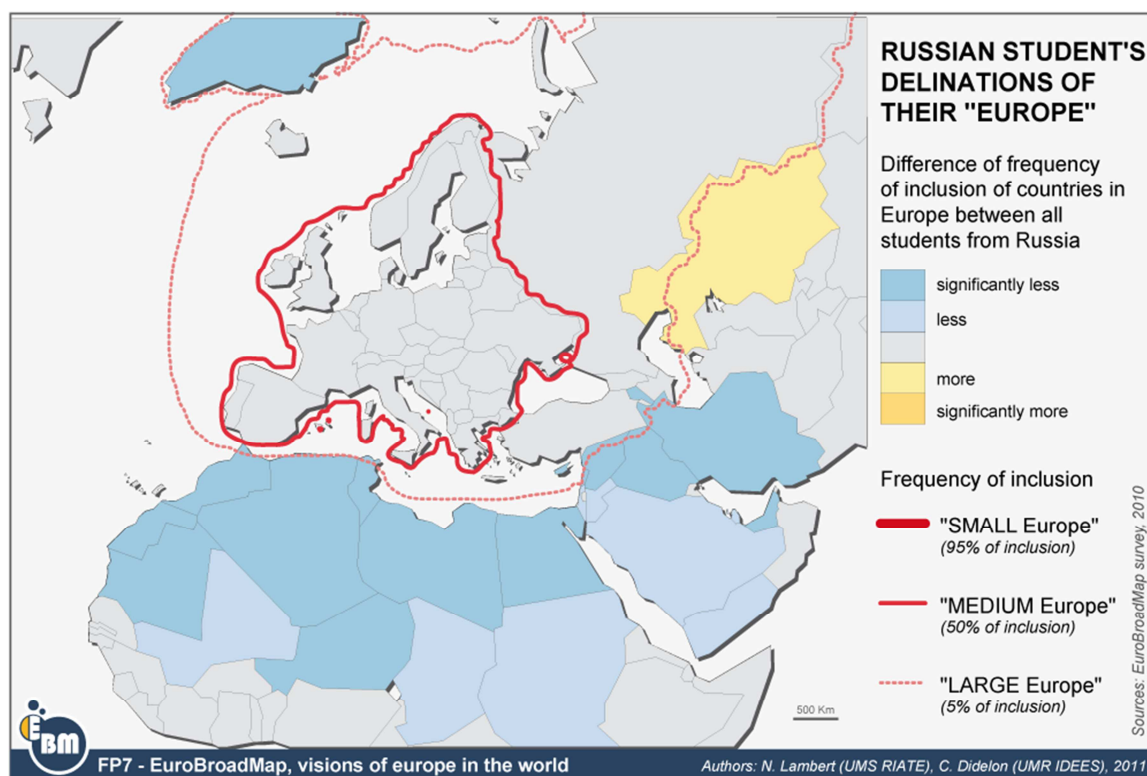 RUSSIAN STUDENT'S
DELINATIONS OF
THEIR "EUROPE"
Difference of frequency
of inclusion of countries in
Europe between all
students from Russia
significantly less
less
more
significantly more
Frequency of inclusion
"SMALL Europe"
(95% of inclusion)
"MEDIUM Europe"
(50% of inclusion)
"LARGE Europe"
(5% of inclusion)
Sources: EuroBroadMap survey, 2010
500 Km
EBM
FP7 - EuroBroadMap, visions of europe in the world
Authors: N. Lambert (UMS RIATE), C. Didelon (UMR IDEES), 2011